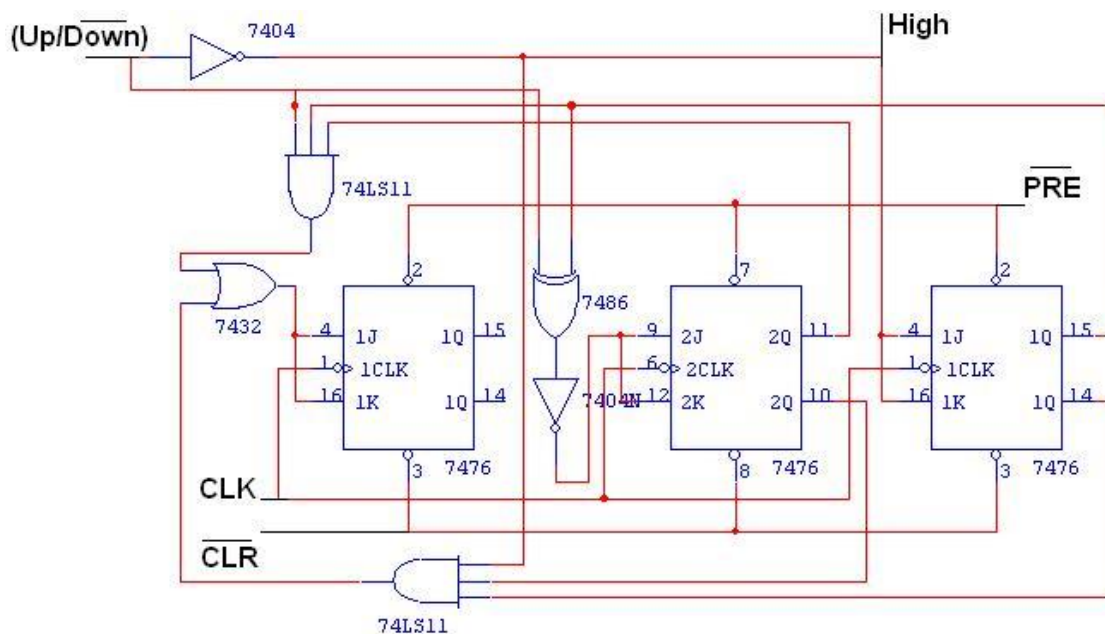 (Up/Down)
7404
High
74LS11
PRE
7432
7486
2
7
2
4 1J 1Q 15
1 1CLK
16 1K 1Q 14
3 7476
9 2J 2Q 11
6 2CLK
12 2K 2Q 10
8 7476
4 1J 1Q 15
1 1CLK
16 1K 1Q 14
3 7476
7404N
CLK
CLR
74LS11